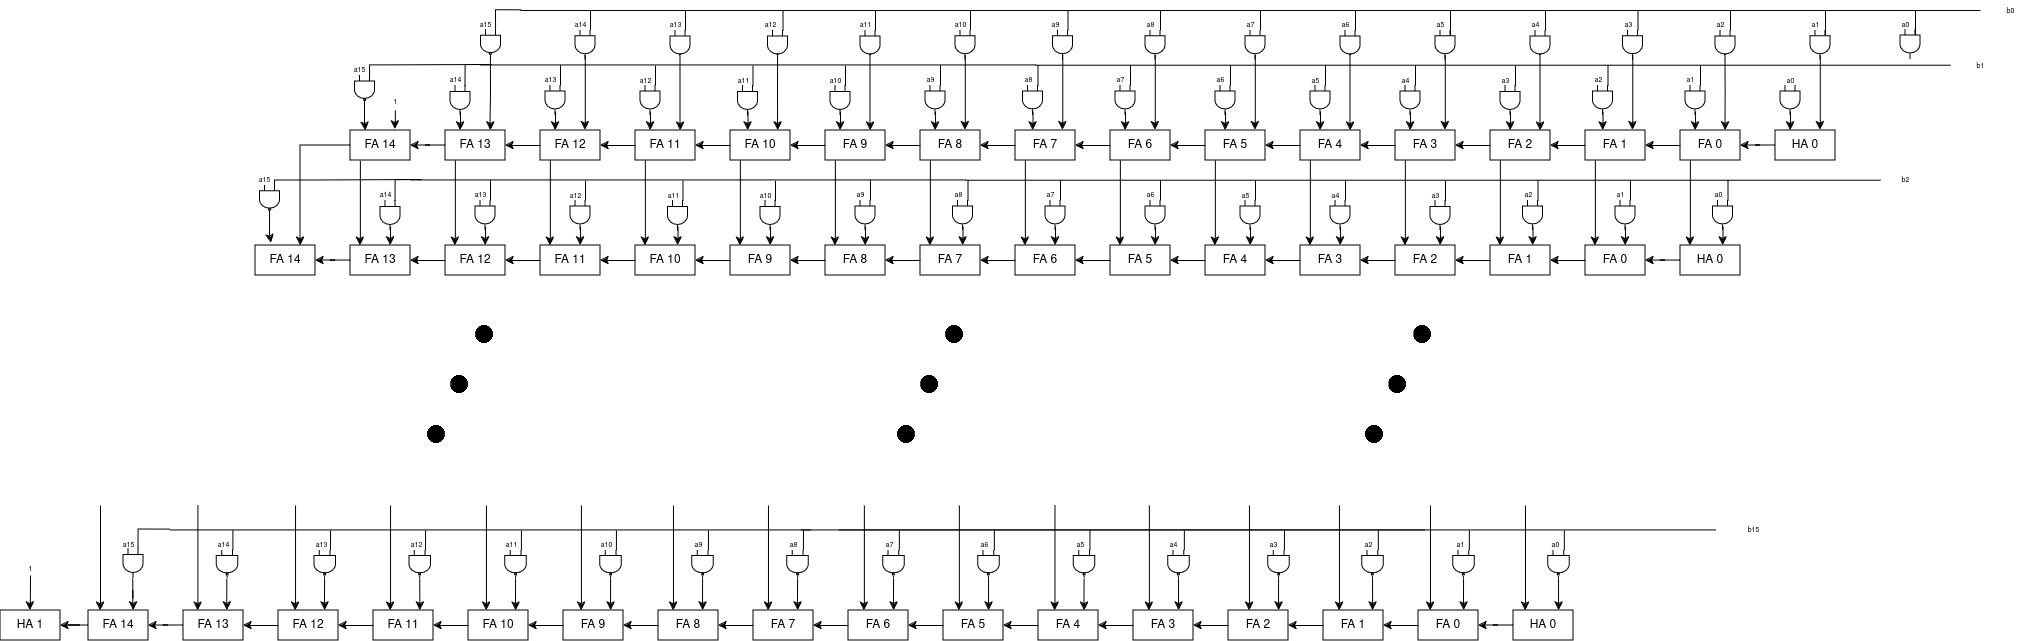 a15 a14 a13 a12 a11 a10 a9 a8 a7 a6 a5 a4 a3 a2 a1 a0 b0
a15 a14 a13 a12 a11 a10 a9 a8 a7 a6 a5 a4 a3 a2 a1 a0 b1
1
FA 14 FA 13 FA 12 FA 11 FA 10 FA 9 FA 8 FA 7 FA 6 FA 5 FA 4 FA 3 FA 2 FA 1 FA 0 HA 0
a15 a14 a13 a12 a11 a10 a9 a8 a7 a6 a5 a4 a3 a2 a1 a0 b2
FA 14 FA 13 FA 12 FA 11 FA 10 FA 9 FA 8 FA 7 FA 6 FA 5 FA 4 FA 3 FA 2 FA 1 FA 0 HA 0
a15 a14 a13 a12 a11 a10 a9 a8 a7 a6 a5 a4 a3 a2 a1 a0 b15
1
HA 1 FA 14 FA 13 FA 12 FA 11 FA 10 FA 9 FA 8 FA 7 FA 6 FA 5 FA 4 FA 3 FA 2 FA 1 FA 0 HA 0